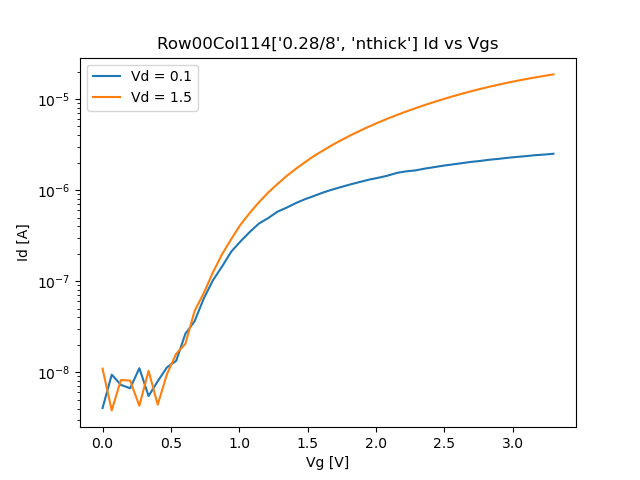 Row00Col114['0.28/8', 'nthick'] Id vs Vgs
Vd = 0.1
Vd = 1.5
Id [A]
10⁻⁵
10⁻⁶
10⁻⁷
10⁻⁸
0.0 0.5 1.0 1.5 2.0 2.5 3.0
Vg [V]